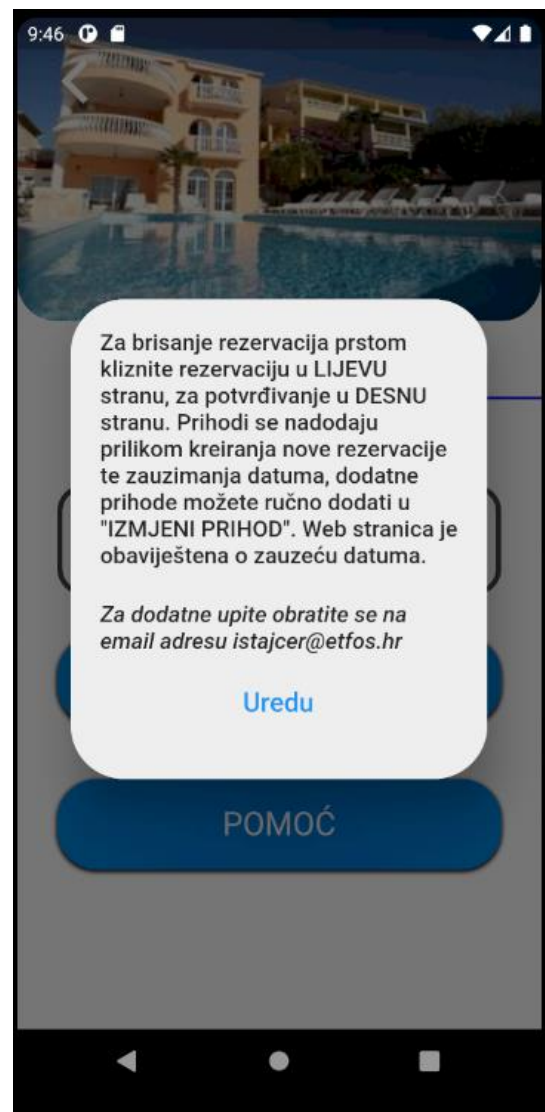 9:46
Za brisanje rezervacija prstom
kliznite rezervaciju u LIJEVU
stranu, za potvrđivanje u DESNU
stranu. Prihodi se nadodaju
prilikom kreiranja nove rezervacije
te zauzimanja datuma, dodatne
prihode možete ručno dodati u
"IZMJENI PRIHOD". Web stranica je
obaviještena o zauzeću datuma.
Za dodatne upite obratite se na
email adresu istajcer@etfos.hr
Uredu
POMOĆ